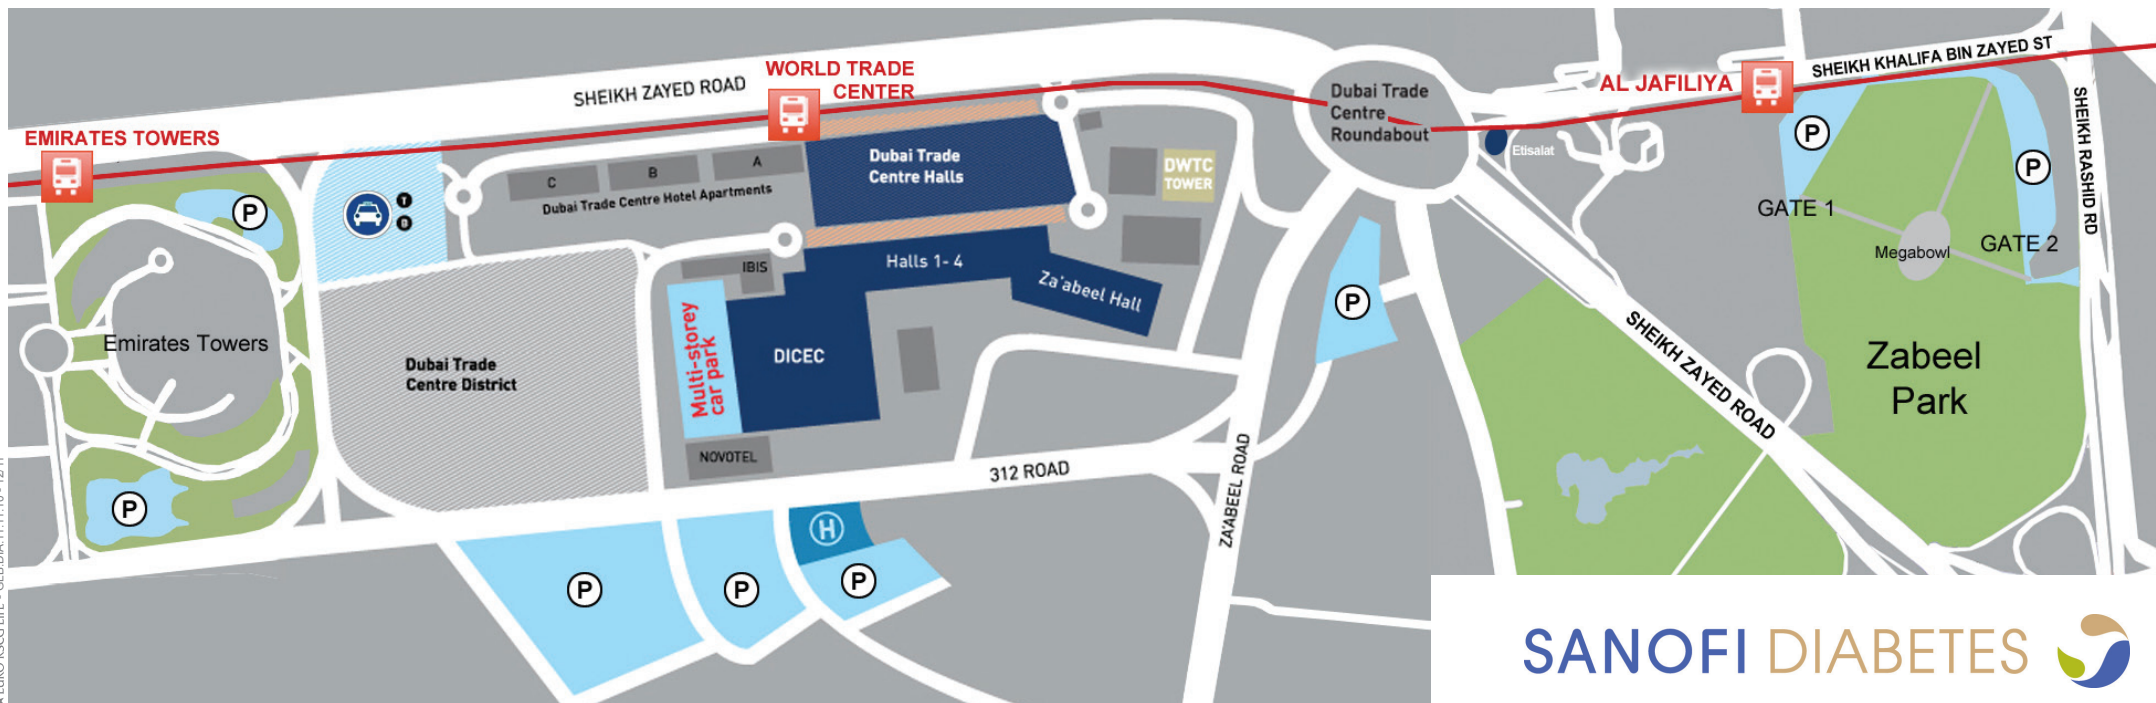 EMIRATES TOWERS
SHEIKH ZAYED ROAD
WORLD TRADE
CENTER
Dubai Trade
Centre
Roundabout
AL JAFILIYA
SHEIKH KHALIFA BIN ZAYED ST
SHEIKH RASHID RD
P
P
P
T
C
B
A
Dubai Trade Centre Hotel Apartments
Dubai Trade
Centre Halls
DWTC
TOWER
Etisalat
GATE 1
GATE 2
Megabowl
IBIS
Halls 1- 4
Za'abeel Hall
P
Emirates Towers
Dubai Trade
Centre District
Multi-storey
car park
DICEC
SHEIKH ZAYED ROAD
Zabeel
Park
NOVOTEL
312 ROAD
ZA'ABEEL ROAD
P
H
P
P
P
SANOFI DIABETES